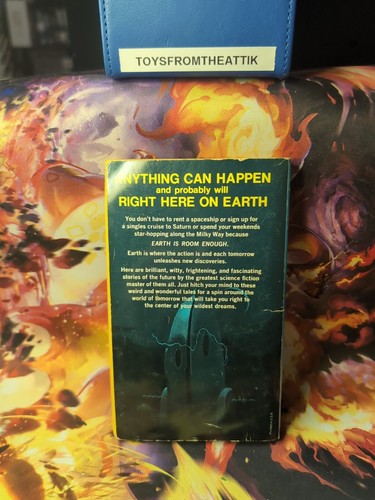 TOYSFROMTHEATTIK
ANYTHING CAN HAPPEN
and probably will
RIGHT HERE ON EARTH
You don't have to rent a spaceship or sign up for
a singles cruise to Saturn or spend your weekends
star-hopping along the Milky Way because
EARTH IS ROOM ENOUGH.
Earth is where the action is and each tomorrow
unleashes new discoveries.
Here are brilliant, witty, frightening, and fascinating
stories of the future by the greatest science fiction
master of them all. Just hitch your mind to these
weird and wonderful tales for a spin around the
world of tomorrow that will take you right to
the center of your wildest dreams.